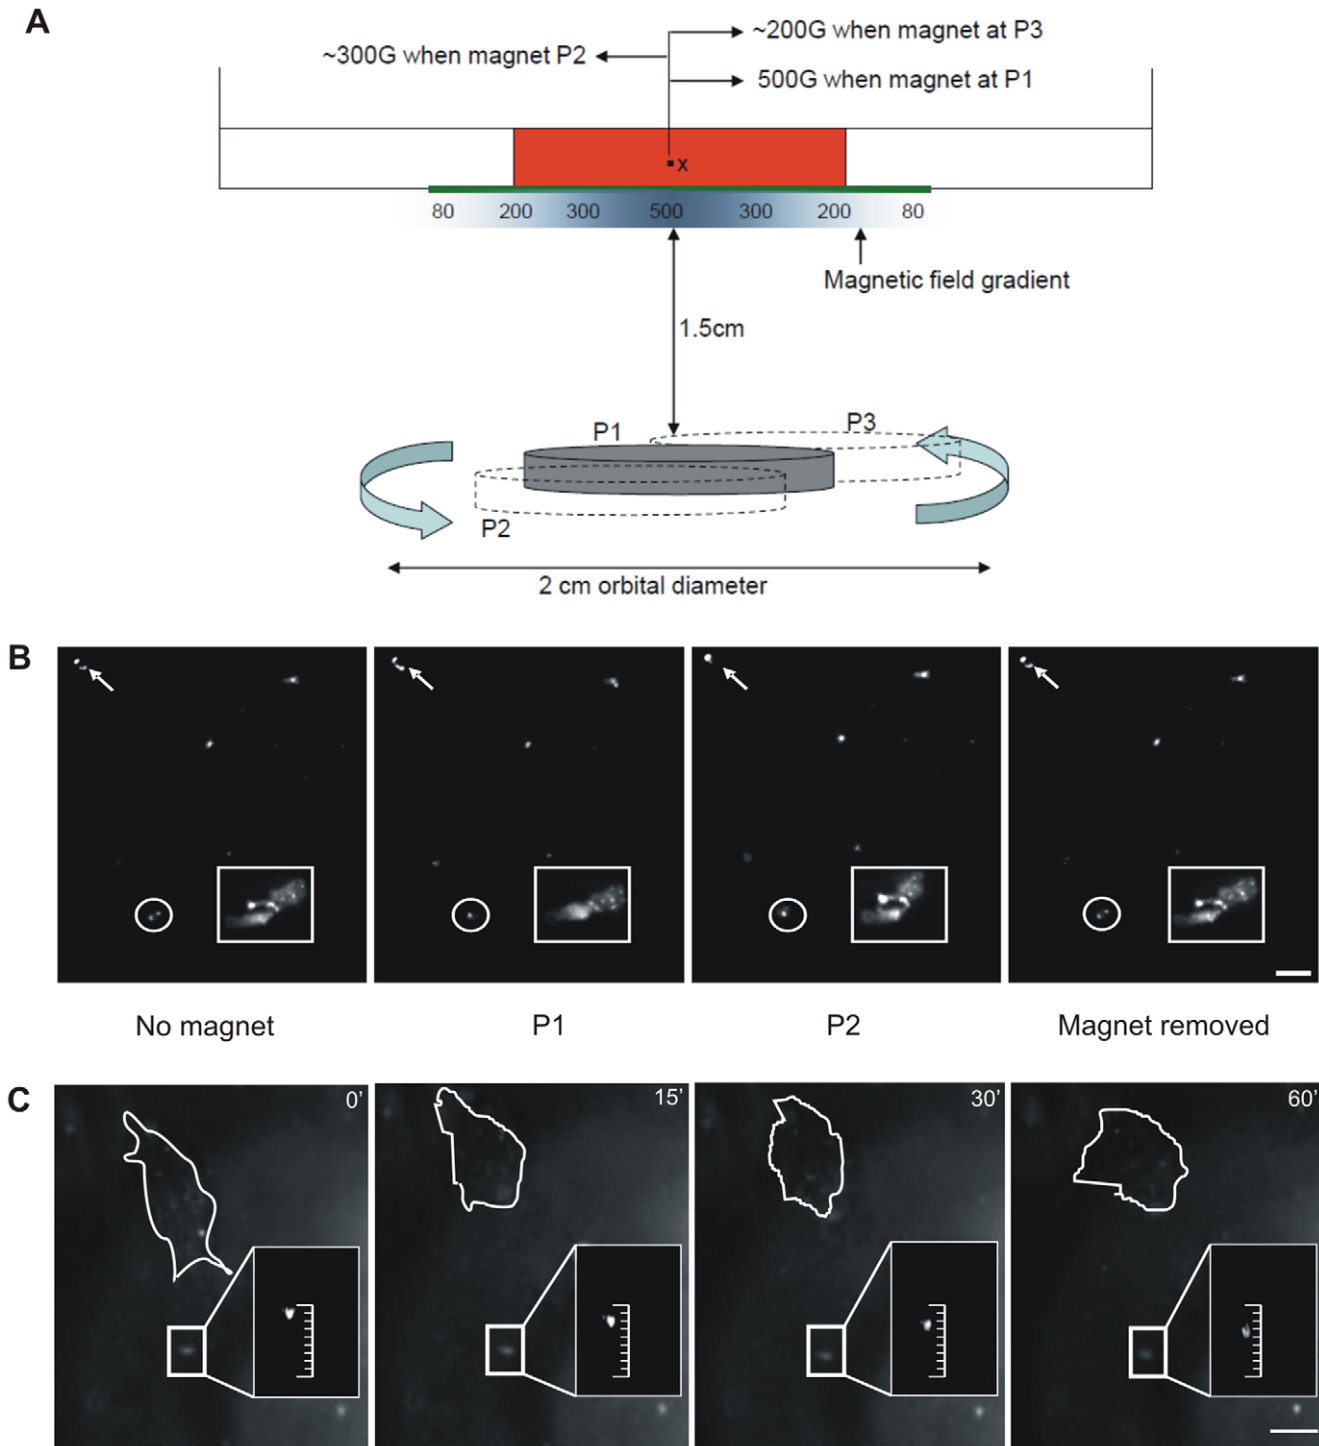 A
~200G when magnet at P3
~300G when magnet P2
500G when magnet at P1
x
80 200 300 500 300 200 80
Magnetic field gradient
1.5cm
P1
P3
P2
2 cm orbital diameter
B
No magnet P1 P2 Magnet removed
C
0' 15' 30' 60'